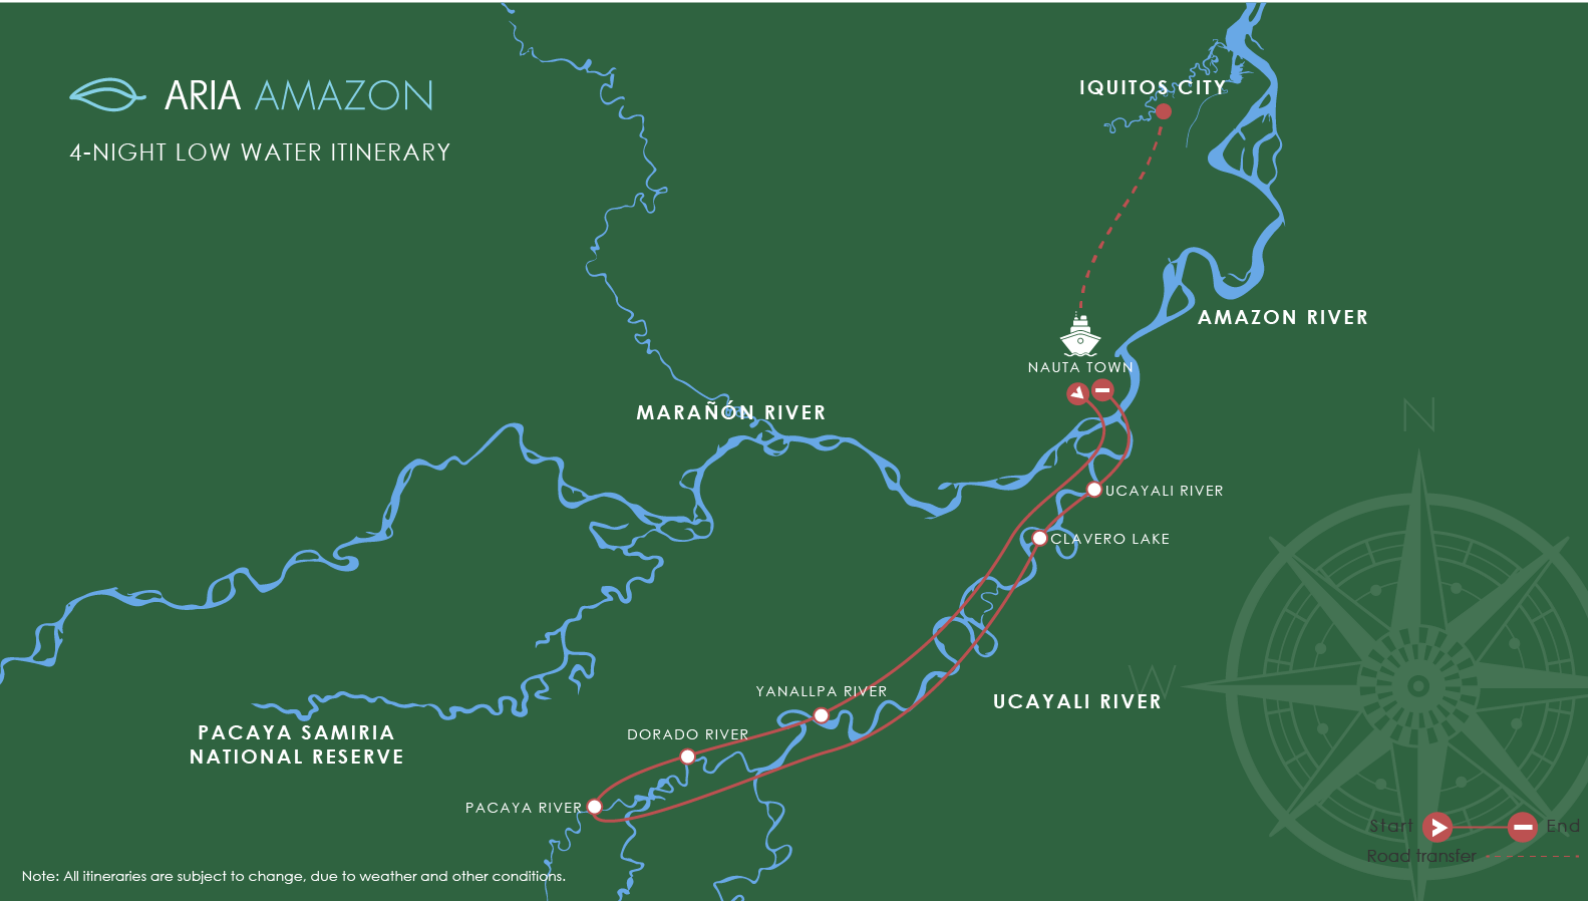 ARIA AMAZON
4-NIGHT LOW WATER ITINERARY
IQUITOS CITY
AMAZON RIVER
NAUTA TOWN
MARAÑÓN RIVER
N
UCAYALI RIVER
CLAVERO LAKE
W
YANALLPA RIVER
UCAYALI RIVER
DORADO RIVER
PACAYA SAMIRIA
NATIONAL RESERVE
PACAYA RIVER
Start End
Road transfer
Note: All itineraries are subject to change, due to weather and other conditions.